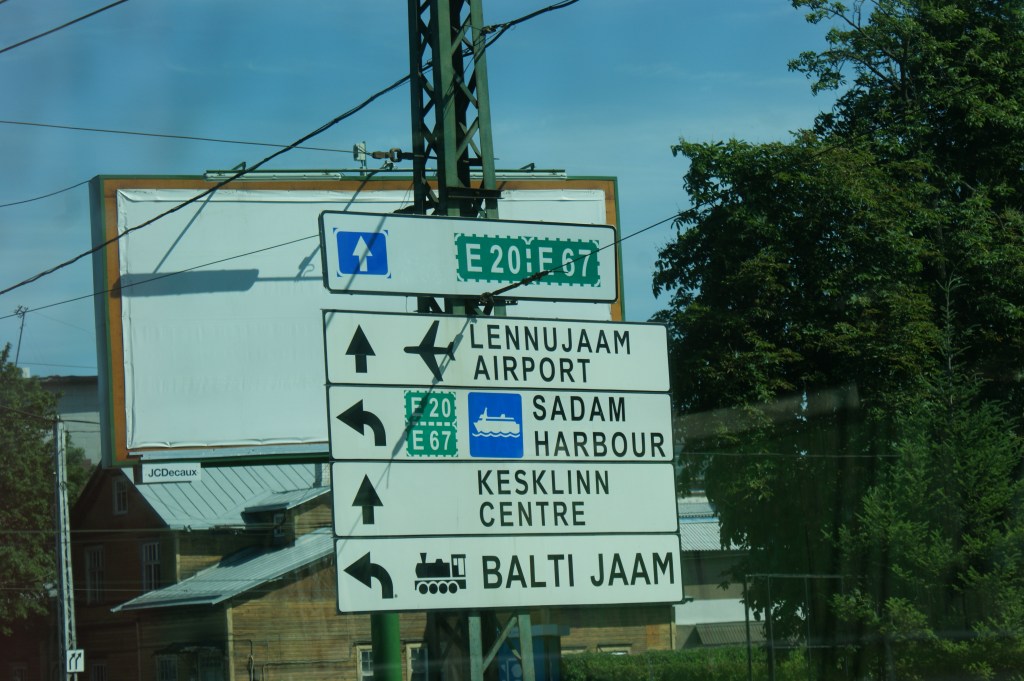 E 20 E 67
LENNUJAAM
AIRPORT
E 20
E 67
SADAM
HARBOUR
JCDecaux
KESKLINN
CENTRE
BALTI JAAM